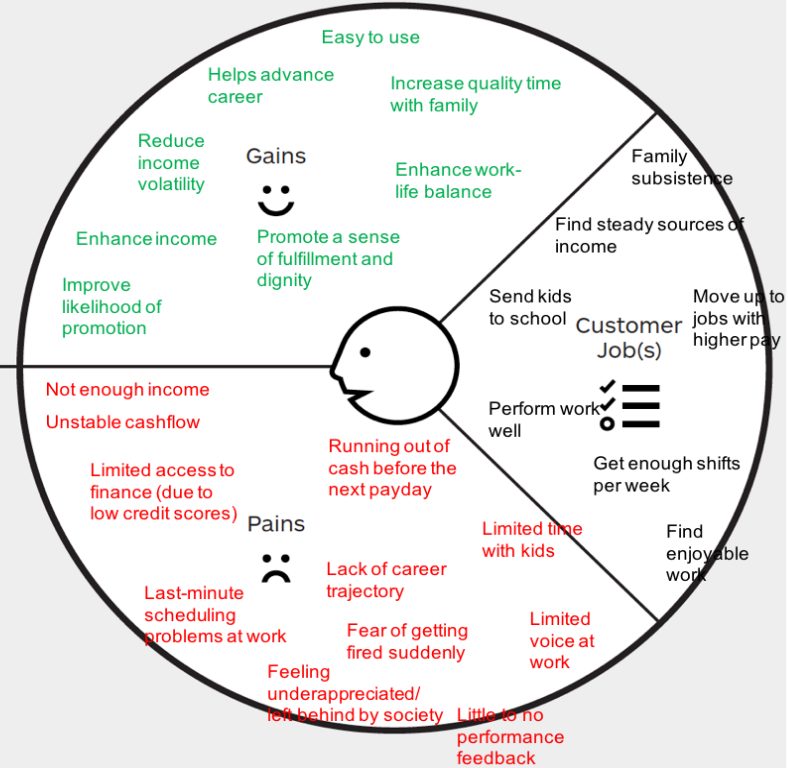 Easy to use
Helps advance
career
Increase quality time
with family
Reduce
income
volatility
Gains
Enhance work-
life balance
Enhance income
Promote a sense
of fulfillment and
dignity
Improve
likelihood of
promotion
Family
subsistence
Find steady sources of
income
Send kids
to school
Customer
Job(s)
Move up to
jobs with
higher pay
Perform work
well
Get enough shifts
per week
Find
enjoyable
work
Not enough income
Unstable cashflow
Running out of
cash before the
next payday
Limited access to
finance (due to
low credit scores)
Pains
Limited time
with kids
Lack of career
trajectory
Last-minute
scheduling
problems at work
Fear of getting
fired suddenly
Limited
voice at
work
Feeling
underappreciated/
left behind by society
Little to no
performance
feedback